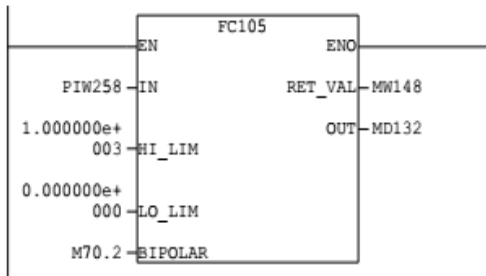 FC105
EN ENO
PIW258 IN RET_VAL MW148
1.000000e+ OUT MD132
003 HI_LIM
0.000000e+
000 LO_LIM
M70.2 BIPOLAR